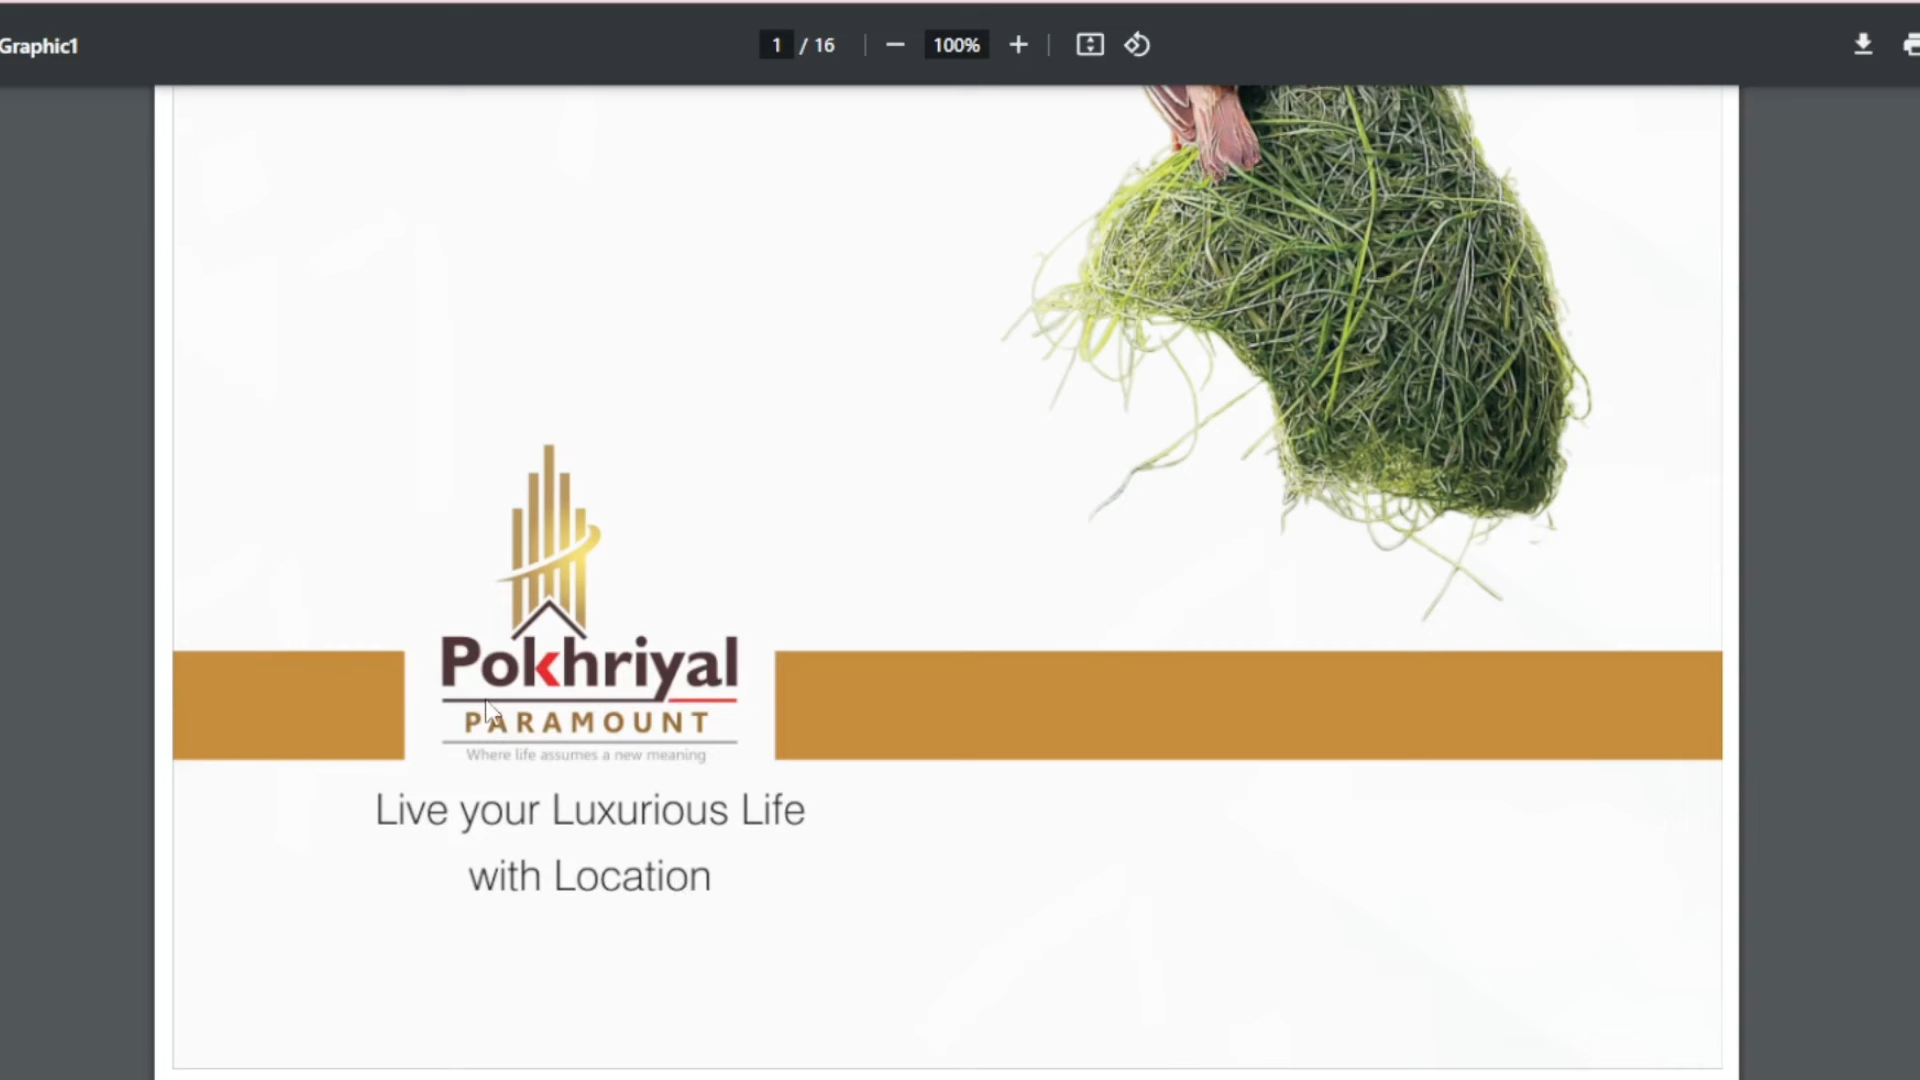 Graphic1
1 / 16
100%
Pokhriyal
PARAMOUNT
Where life assumes a new meaning
Live your Luxurious Life
with Location